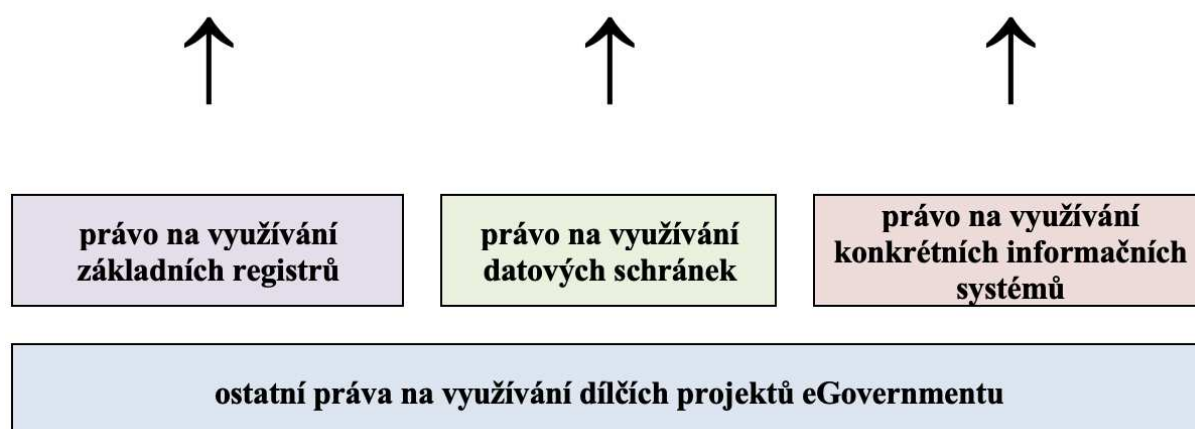 právo na využívání
základních registrů
právo na využívání
datových schránek
právo na využívání
konkrétních informačních
systémů
ostatní práva na využívání dílčích projektů eGovernmentu